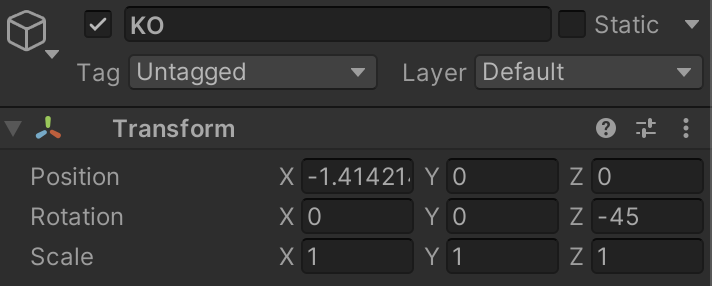 KO Static
Tag Untagged Layer Default
Transform
Position X -1.41421 Y 0 Z 0
Rotation X 0 Y 0 Z -45
Scale X 1 Y 1 Z 1